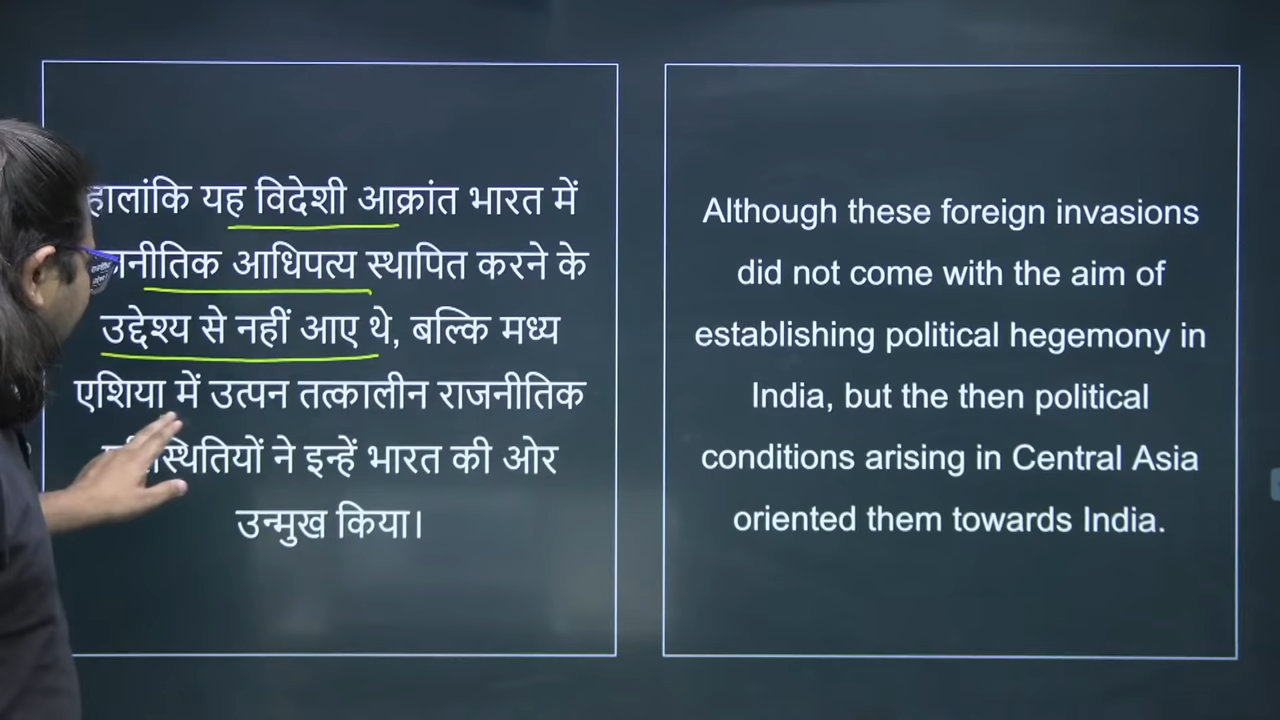 हालांकि यह विदेशी आक्रांत भारत में
आधिपत्य स्थापित करने के
उद्देश्य से नहीं आए थे, बल्कि मध्य
एशिया में उत्पन तत्कालीन राजनीतिक
ने इन्हें भारत की ओर
उन्मुख किया।
Although these foreign invasions
did not come with the aim of
establishing political hegemony in
India, but the then political
conditions arising in Central Asia
oriented them towards India.